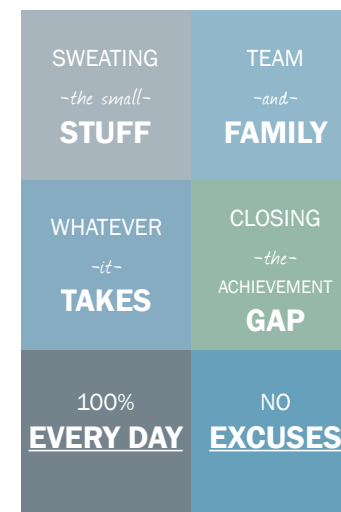 SWEATING
~the small~
STUFF
TEAM
~and~
FAMILY
WHATEVER
~it~
TAKES
CLOSING
~the~
ACHIEVEMENT
GAP
100%
EVERY DAY
NO
EXCUSES